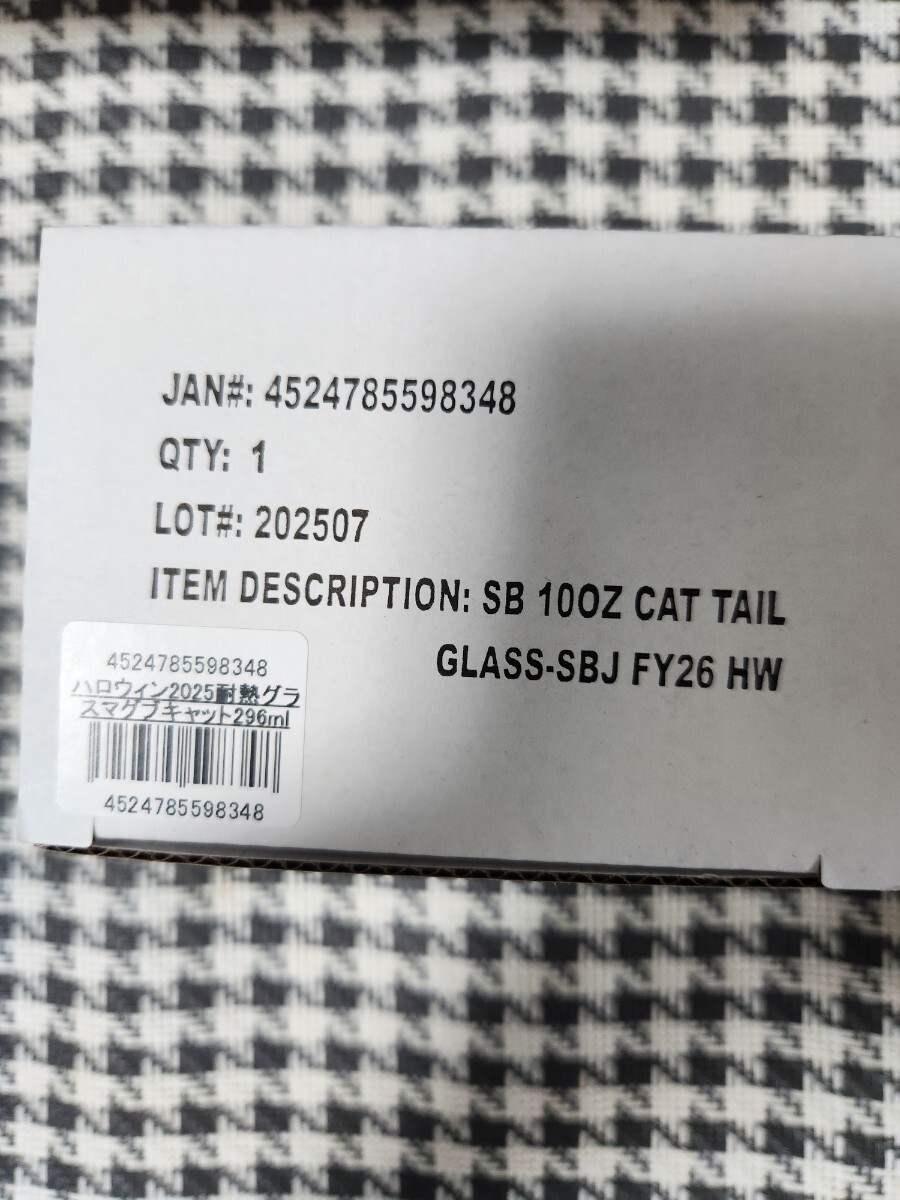 JAN#: 4524785598348
QTY: 1
LOT#: 202507
ITEM DESCRIPTION: SB 10OZ CAT TAIL
GLASS-SBJ FY26 HW
4524785598348
ハロウィン2025耐熱グラ
スマグブキャット296ml
4524785598348